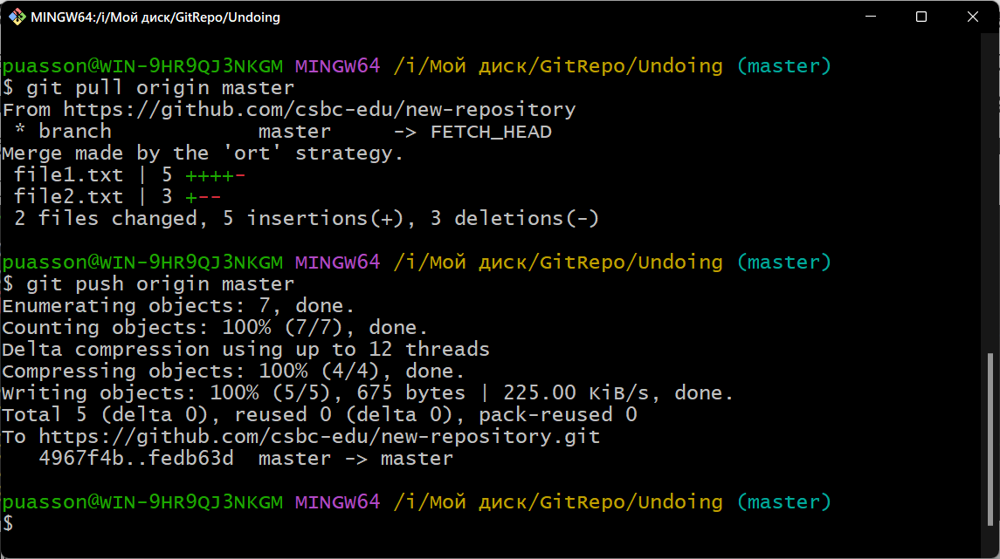 MINGW64:/i/Мой диск/GitRepo/Undoing
puasson@WIN-9HR9QJ3NKGM MINGW64 /i/Мой диск/GitRepo/Undoing (master)
$ git pull origin master
From https://github.com/csbc-edu/new-repository
 * branch            master     -> FETCH_HEAD
Merge made by the 'ort' strategy.
 file1.txt | 5 ++++-
 file2.txt | 3 +--
 2 files changed, 5 insertions(+), 3 deletions(-)
puasson@WIN-9HR9QJ3NKGM MINGW64 /i/Мой диск/GitRepo/Undoing (master)
$ git push origin master
Enumerating objects: 7, done.
Counting objects: 100% (7/7), done.
Delta compression using up to 12 threads
Compressing objects: 100% (4/4), done.
Writing objects: 100% (5/5), 675 bytes | 225.00 KiB/s, done.
Total 5 (delta 0), reused 0 (delta 0), pack-reused 0
To https://github.com/csbc-edu/new-repository.git
   4967f4b..fedb63d  master -> master
puasson@WIN-9HR9QJ3NKGM MINGW64 /i/Мой диск/GitRepo/Undoing (master)
$